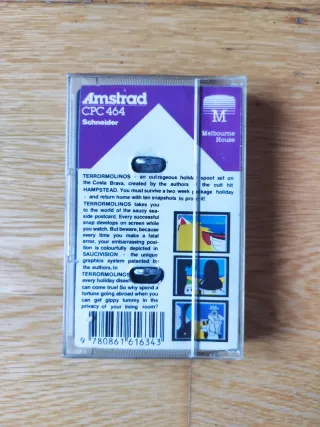 Amstrad
CPC 464
Schneider
M
Melbourne
House
TERRORMOLINOS - an outrageous holiday spoof set on
the Costa Brava, created by the authors the cult hit
HAMPSTEAD. You must survive a two week package holiday
- and return home with ten snapshots to prove it!
TERRORMOLINOS takes you
to the world of the saucy sea-
side postcard. Every successful
snap develops on screen while
you watch. But beware, because
every time you make a fatal
error, your embarrassing position
is colourfully depicted in
SAUCIVISION - the unique
graphics system patented by
the authors. In
TERRORMOLINOS
every holiday disaster
can come true! So why spend a
fortune going abroad when you
can get gippy tummy in the
privacy of your living room?
9 780861 616343